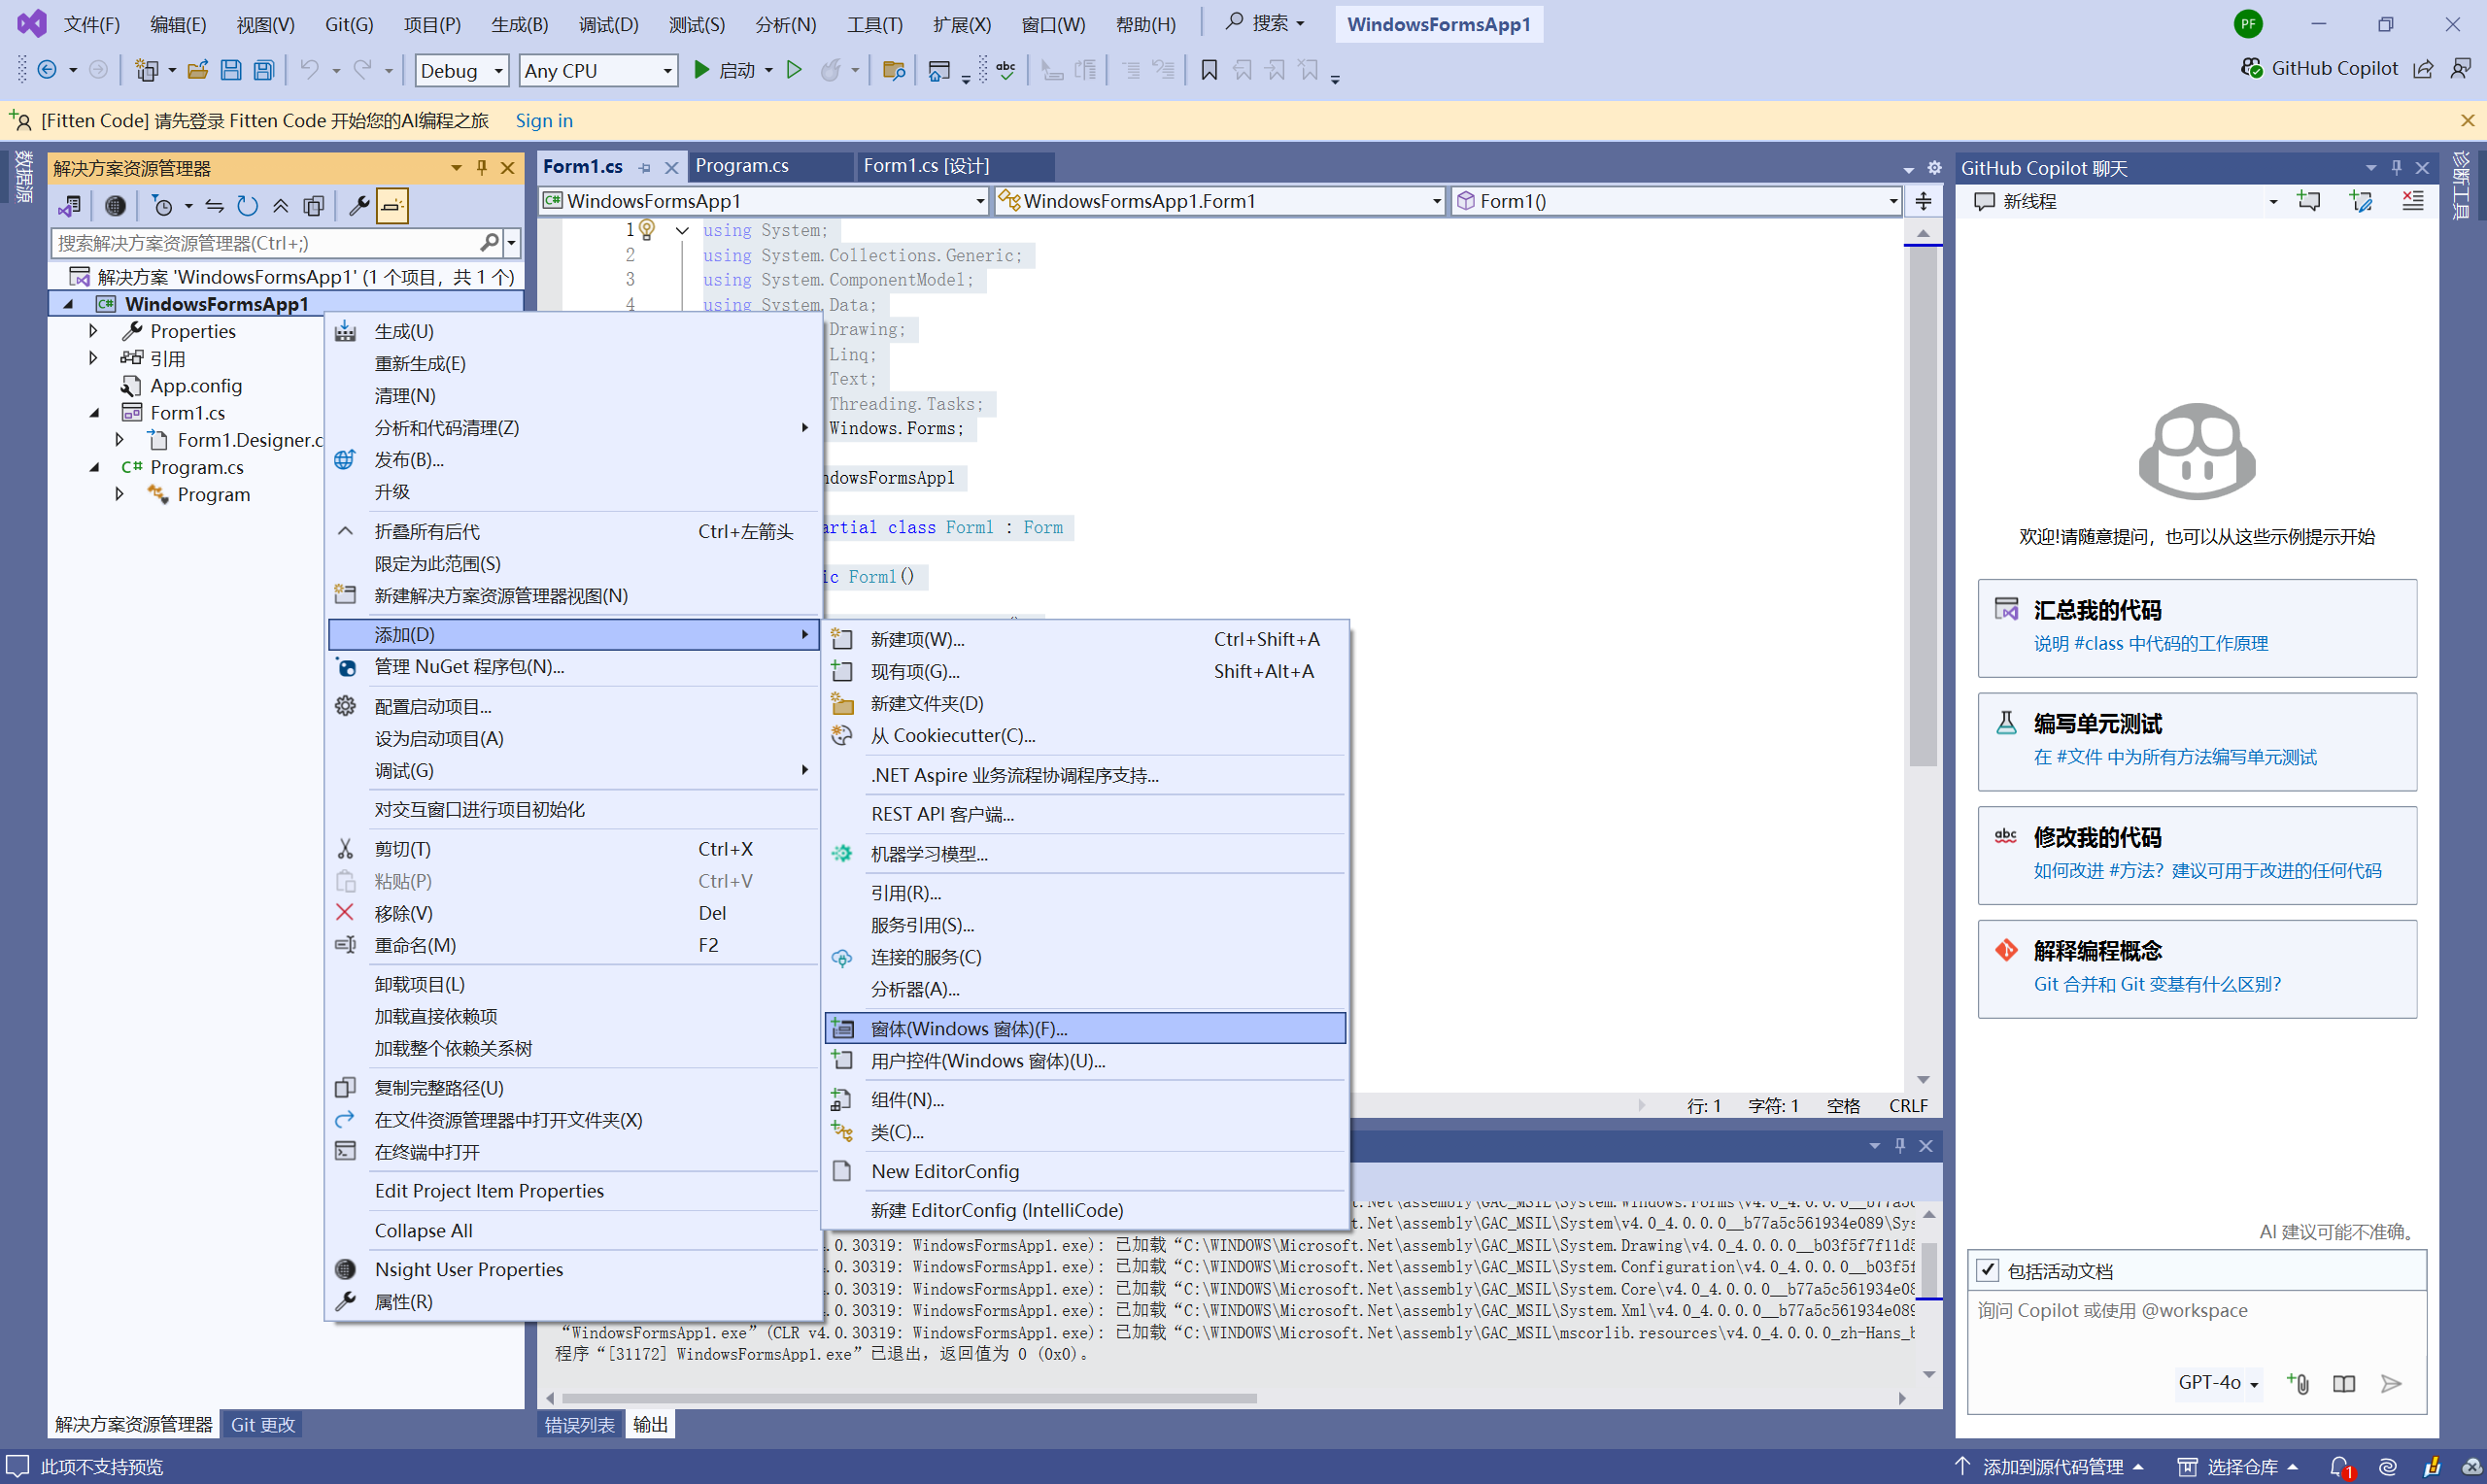 文件(F) 编辑(E) 视图(V) Git(G) 项目(P) 生成(B) 调试(D) 测试(S) 分析(N) 工具(T) 扩展(X) 窗口(W) 帮助(H) 搜索 WindowsFormsApp1 PF
Debug Any CPU 启动 abc GitHub Copilot
[Fitten Code] 请先登录 Fitten Code 开始您的AI编程之旅 Sign in
数据源
解决方案资源管理器
搜索解决方案资源管理器(Ctrl+;)
解决方案 'WindowsFormsApp1' (1 个项目，共 1 个)
C# WindowsFormsApp1
Properties
引用
App.config
Form1.cs
Form1.Designer.c
C# Program.cs
Program
解决方案资源管理器 Git 更改
Form1.cs Program.cs Form1.cs [设计]
C# WindowsFormsApp1 WindowsFormsApp1.Form1 Form1()
1 using System;
2 using System.Collections.Generic;
3 using System.ComponentModel;
4 using System.Data;
Drawing;
Linq;
Text;
Threading.Tasks;
Windows.Forms;
ndowsFormsApp1
artial class Form1 : Form
ic Form1()
生成(U)
重新生成(E)
清理(N)
分析和代码清理(Z)
发布(B)...
升级
折叠所有后代 Ctrl+左箭头
限定为此范围(S)
新建解决方案资源管理器视图(N)
添加(D)
管理 NuGet 程序包(N)...
配置启动项目...
设为启动项目(A)
调试(G)
对交互窗口进行项目初始化
剪切(T) Ctrl+X
粘贴(P) Ctrl+V
移除(V) Del
重命名(M) F2
卸载项目(L)
加载直接依赖项
加载整个依赖关系树
复制完整路径(U)
在文件资源管理器中打开文件夹(X)
在终端中打开
Edit Project Item Properties
Collapse All
Nsight User Properties
属性(R)
新建项(W)... Ctrl+Shift+A
现有项(G)... Shift+Alt+A
新建文件夹(D)
从 Cookiecutter(C)...
.NET Aspire 业务流程协调程序支持...
REST API 客户端...
机器学习模型...
引用(R)...
服务引用(S)...
连接的服务(C)
分析器(A)...
窗体(Windows 窗体)(F)...
用户控件(Windows 窗体)(U)...
组件(N)...
类(C)...
New EditorConfig
新建 EditorConfig (IntelliCode)
行: 1 字符: 1 空格 CRLF
t.Net\assembly\GAC_MSIL\System\v4.0_4.0.0.0__b77a5c561934e089\Sys
.0.30319: WindowsFormsApp1.exe): 已加载“C:\WINDOWS\Microsoft.Net\assembly\GAC_MSIL\System.Drawing\v4.0_4.0.0.0__b03f5f7f11d5
.0.30319: WindowsFormsApp1.exe): 已加载“C:\WINDOWS\Microsoft.Net\assembly\GAC_MSIL\System.Configuration\v4.0_4.0.0.0__b03f5f
.0.30319: WindowsFormsApp1.exe): 已加载“C:\WINDOWS\Microsoft.Net\assembly\GAC_MSIL\System.Core\v4.0_4.0.0.0__b77a5c561934e08
.0.30319: WindowsFormsApp1.exe): 已加载“C:\WINDOWS\Microsoft.Net\assembly\GAC_MSIL\System.Xml\v4.0_4.0.0.0__b77a5c561934e089
“WindowsFormsApp1.exe”(CLR v4.0.30319: WindowsFormsApp1.exe): 已加载“C:\WINDOWS\Microsoft.Net\assembly\GAC_MSIL\mscorlib.resources\v4.0_4.0.0.0_zh-Hans_b
程序“[31172] WindowsFormsApp1.exe”已退出，返回值为 0 (0x0)。
错误列表 输出
GitHub Copilot 聊天
新线程
欢迎!请随意提问，也可以从这些示例提示开始
汇总我的代码
说明 #class 中代码的工作原理
编写单元测试
在 #文件 中为所有方法编写单元测试
abc 修改我的代码
如何改进 #方法? 建议可用于改进的任何代码
解释编程概念
Git 合并和 Git 变基有什么区别?
AI 建议可能不准确。
包括活动文档
询问 Copilot 或使用 @workspace
GPT-4o
诊断工具
此项不支持预览 添加到源代码管理 选择仓库 1